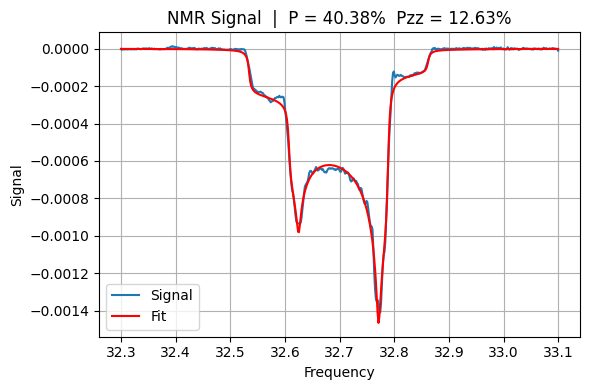 NMR Signal  |  P = 40.38%  Pzz = 12.63%
0.0000
−0.0002
−0.0004
−0.0006
−0.0008
−0.0010
−0.0012
−0.0014
Signal
Signal
Fit
32.3 32.4 32.5 32.6 32.7 32.8 32.9 33.0 33.1
Frequency